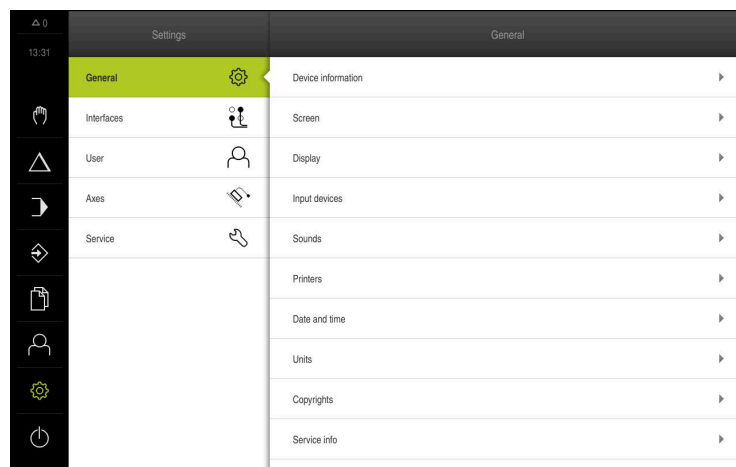 0
13:31
Settings
General
General
Interfaces
User
Axes
Service
Device information
Screen
Display
Input devices
Sounds
Printers
Date and time
Units
Copyrights
Service info